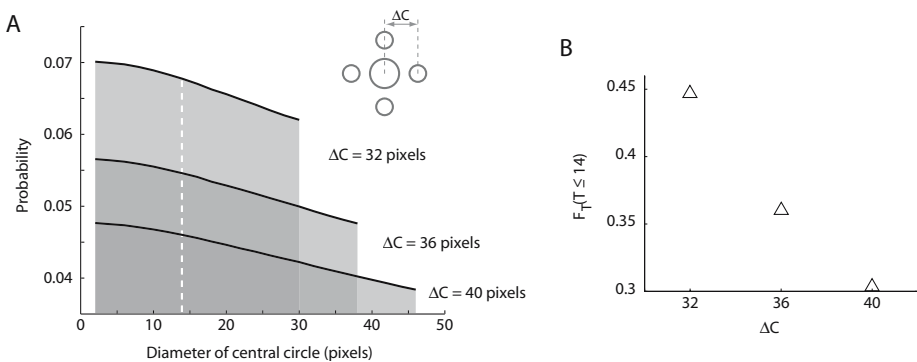 A
ΔC
0.07
0.06
0.05
0.04
Probability
ΔC = 32 pixels
ΔC = 36 pixels
ΔC = 40 pixels
0 10 20 30 40 50
Diameter of central circle (pixels)
B
0.45
0.4
0.35
0.3
F_T(T ≤ 14)
32 36 40
ΔC